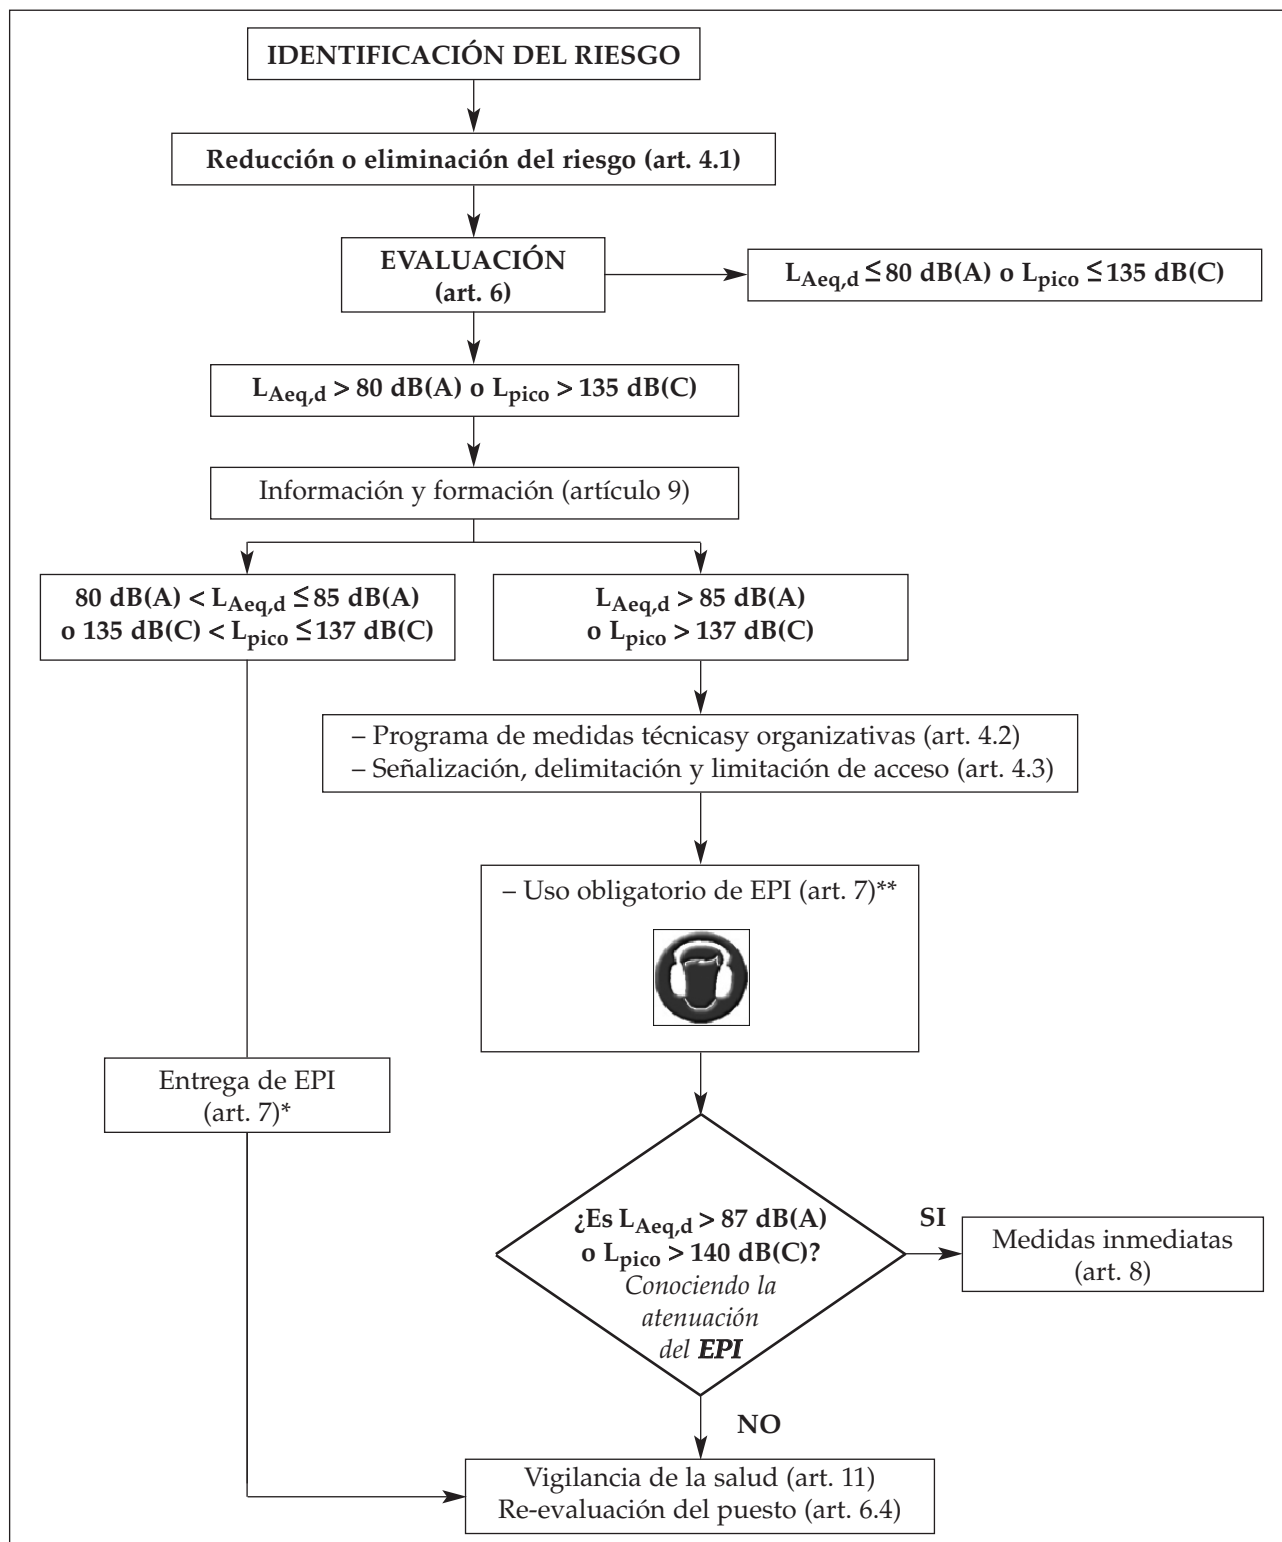 IDENTIFICACIÓN DEL RIESGO
Reducción o eliminación del riesgo (art. 4.1)
EVALUACIÓN
(art. 6)
LAeq,d ≤ 80 dB(A) o Lpico ≤ 135 dB(C)
LAeq,d > 80 dB(A) o Lpico > 135 dB(C)
Información y formación (artículo 9)
80 dB(A) < LAeq,d ≤ 85 dB(A)
o 135 dB(C) < Lpico ≤ 137 dB(C)
LAeq,d > 85 dB(A)
o Lpico > 137 dB(C)
– Programa de medidas técnicasy organizativas (art. 4.2)
– Señalización, delimitación y limitación de acceso (art. 4.3)
– Uso obligatorio de EPI (art. 7)**
Entrega de EPI
(art. 7)*
¿Es LAeq,d > 87 dB(A)
o Lpico > 140 dB(C)?
Conociendo la
atenuación
del EPI
SI
Medidas inmediatas
(art. 8)
NO
Vigilancia de la salud (art. 11)
Re-evaluación del puesto (art. 6.4)